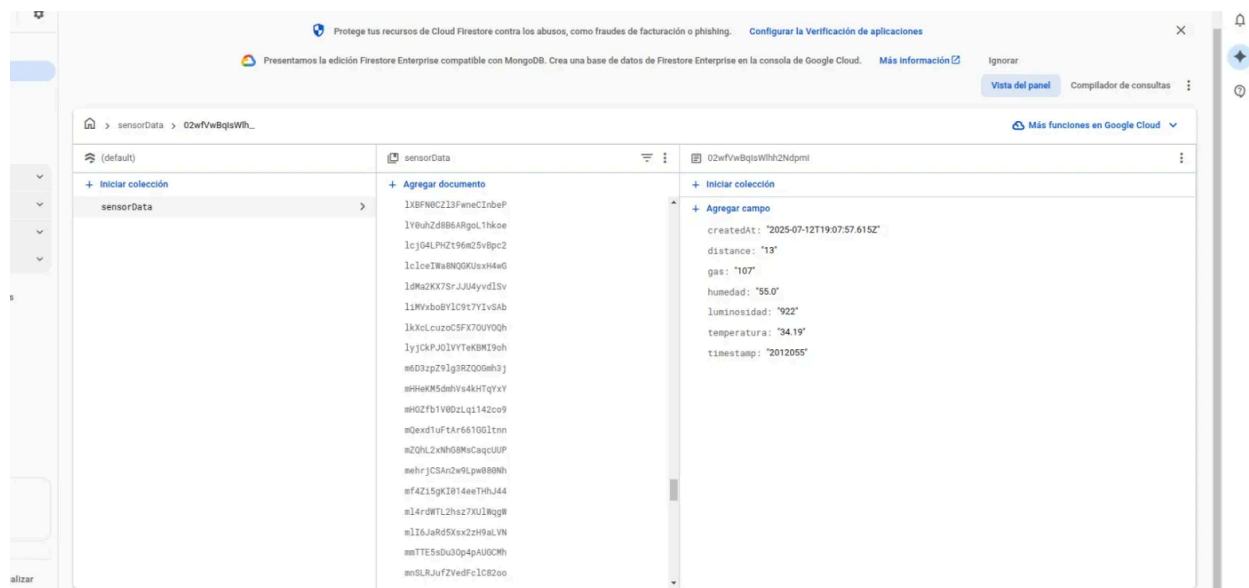 Protege tus recursos de Cloud Firestore contra los abusos, como fraudes de facturación o phishing. Configurar la Verificación de aplicaciones
Presentamos la edición Firestore Enterprise compatible con MongoDB. Crea una base de datos de Firestore Enterprise en la consola de Google Cloud. Más información Ignorar
Vista del panel Compilador de consultas
sensorData > 02wfVwBqIsWlh_
Más funciones en Google Cloud
(default)
+ Iniciar colección
sensorData
sensorData
+ Agregar documento
lXBFN0CZl3FwneCInbeP
lY0uhZd8B6ARgoL1hkoe
lcjG4LPHZt96m25vBpc2
lclceIWa8NQGKUsxH4wG
ldMa2KX7SrJJU4yvdlSv
liMVxboBYlC9t7YIvSAb
lkXcLcuzoC5FX7OUYOQh
lyjCkPJOlVYTeKBMI9oh
m6D3zpZ9lg3RZQOGmh3j
mHHeKM5dmhVs4kHTqYxY
mHOZfb1V0DzLqi142co9
mQexd1uFtAr661GGltnn
mZQhL2xNhG8MsCaqcUUP
mehrjCSAn2w9Lpw080Nh
mf4Zi5gKI014eeTHhJ44
ml4rdWTL2hsz7XUlWqgW
mlI6JaRd5Xsx2zH9aLVN
mmTTE5sDu3Op4pAUGCMh
mnSLRJufZVedFclC82oo
02wfVwBqIsWlhh2Ndpml
+ Iniciar colección
+ Agregar campo
createdAt: "2025-07-12T19:07:57.615Z"
distance: "13"
gas: "107"
humedad: "55.0"
luminosidad: "922"
temperatura: "34.19"
timestamp: "2012055"
s
alizar